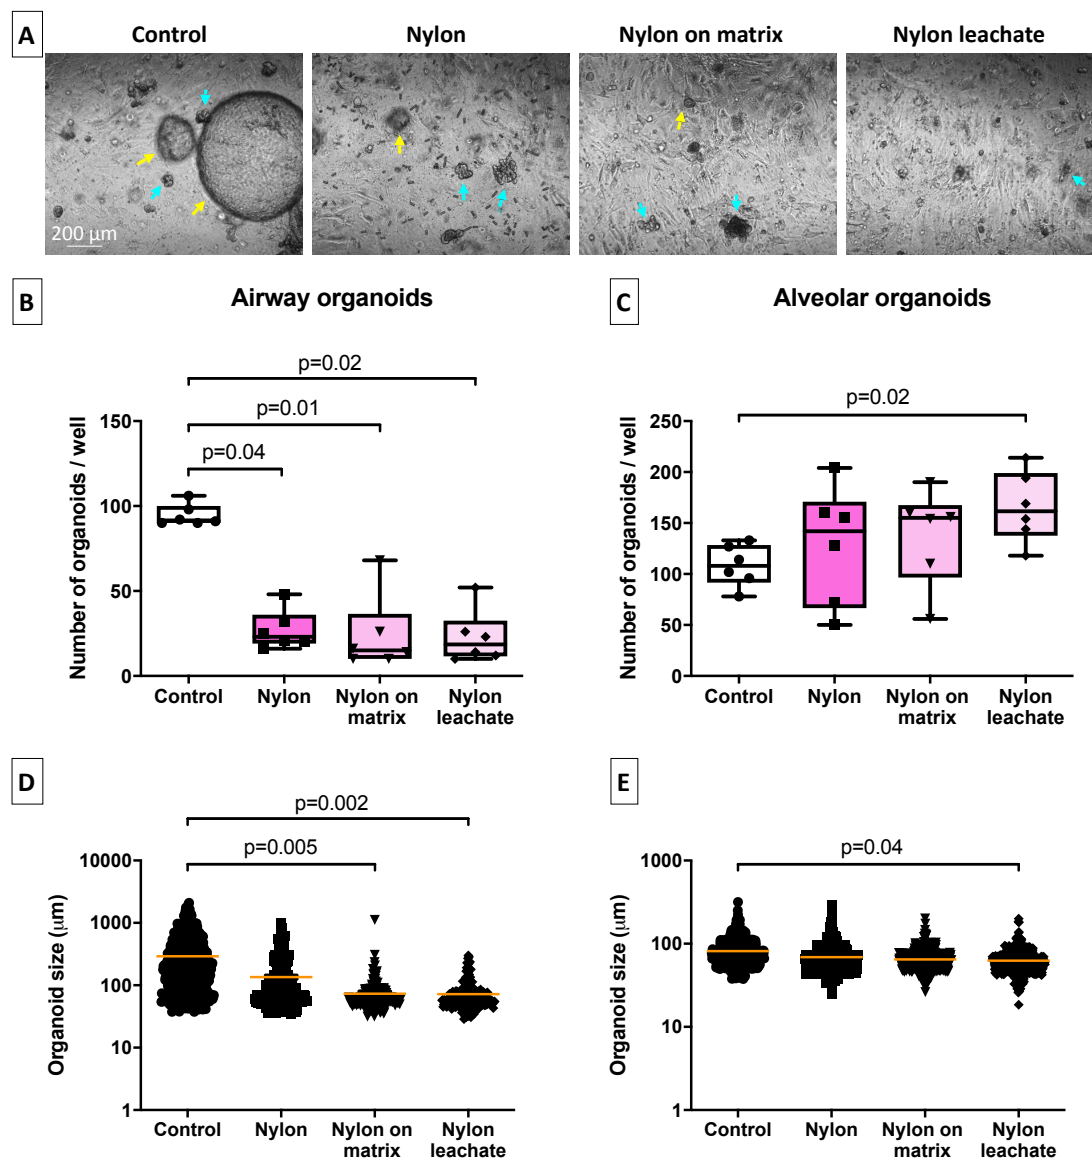 A
Control
Nylon
Nylon on matrix
Nylon leachate
200 µm
B
Airway organoids
C
Alveolar organoids
p=0.02
p=0.01
p=0.04
Number of organoids / well
150
100
50
0
Control
Nylon
Nylon on
matrix
Nylon
leachate
p=0.02
Number of organoids / well
250
200
150
100
50
0
Control
Nylon
Nylon on
matrix
Nylon
leachate
D
p=0.002
p=0.005
Organoid size (µm)
10000
1000
100
10
1
Control
Nylon
Nylon on
matrix
Nylon
leachate
E
p=0.04
Organoid size (µm)
1000
100
10
1
Control
Nylon
Nylon on
matrix
Nylon
leachate